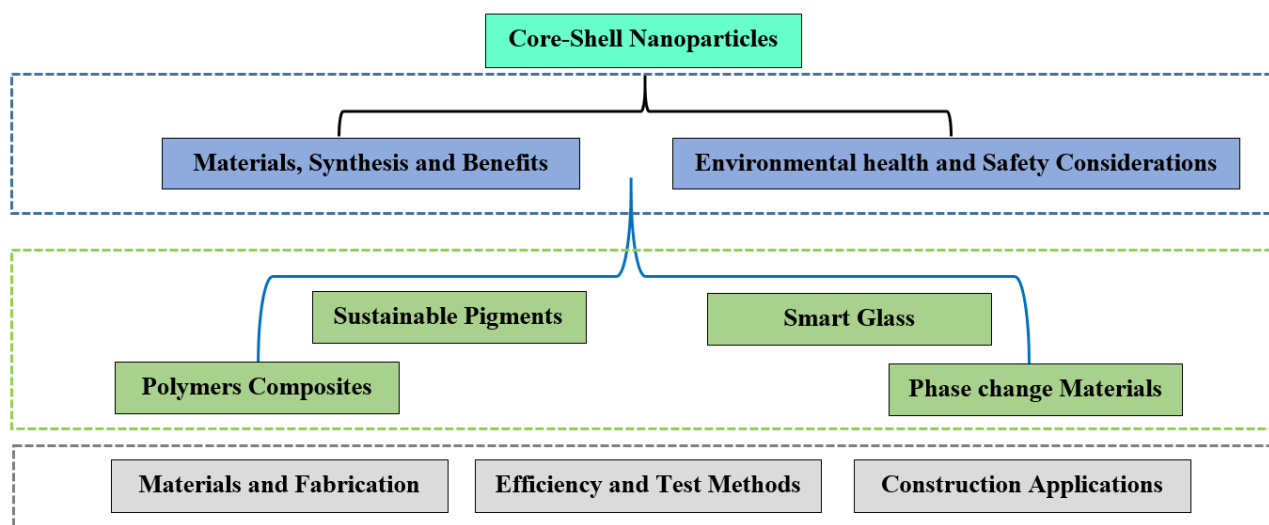 Core-Shell Nanoparticles
Materials, Synthesis and Benefits
Environmental health and Safety Considerations
Sustainable Pigments
Smart Glass
Polymers Composites
Phase change Materials
Materials and Fabrication
Efficiency and Test Methods
Construction Applications